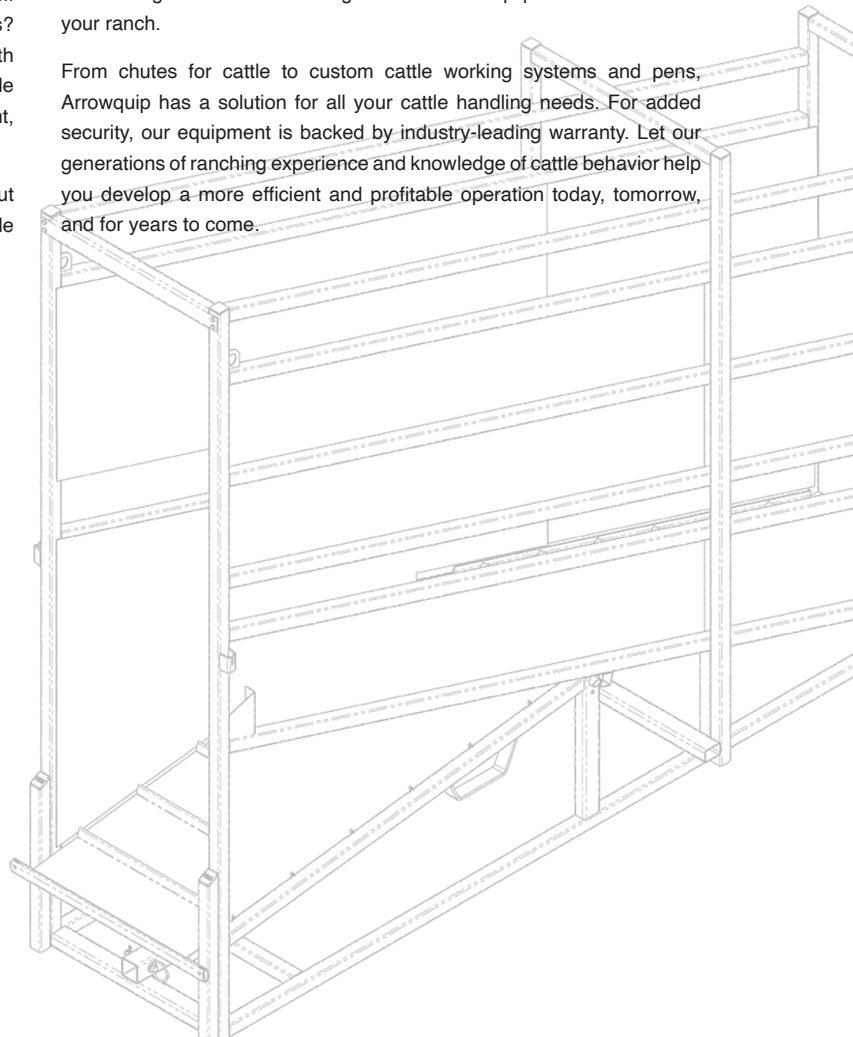 your ranch.
From chutes for cattle to custom cattle working systems and pens,
Arrowquip has a solution for all your cattle handling needs. For added
security, our equipment is backed by industry-leading warranty. Let our
generations of ranching experience and knowledge of cattle behavior help
you develop a more efficient and profitable operation today, tomorrow,
and for years to come.